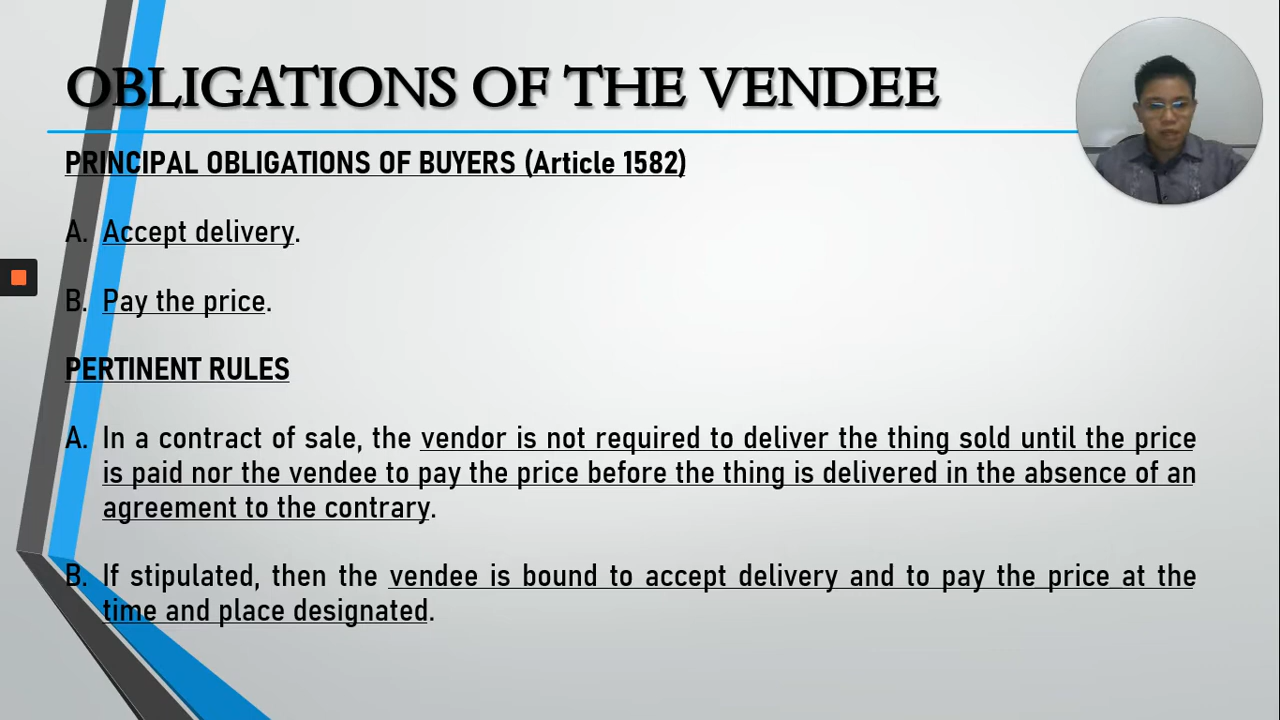 OBLIGATIONS OF THE VENDEE
PRINCIPAL OBLIGATIONS OF BUYERS (Article 1582)
A. Accept delivery.
B. Pay the price.
PERTINENT RULES
A. In a contract of sale, the vendor is not required to deliver the thing sold until the price
is paid nor the vendee to pay the price before the thing is delivered in the absence of an
agreement to the contrary.
B. If stipulated, then the vendee is bound to accept delivery and to pay the price at the
time and place designated.